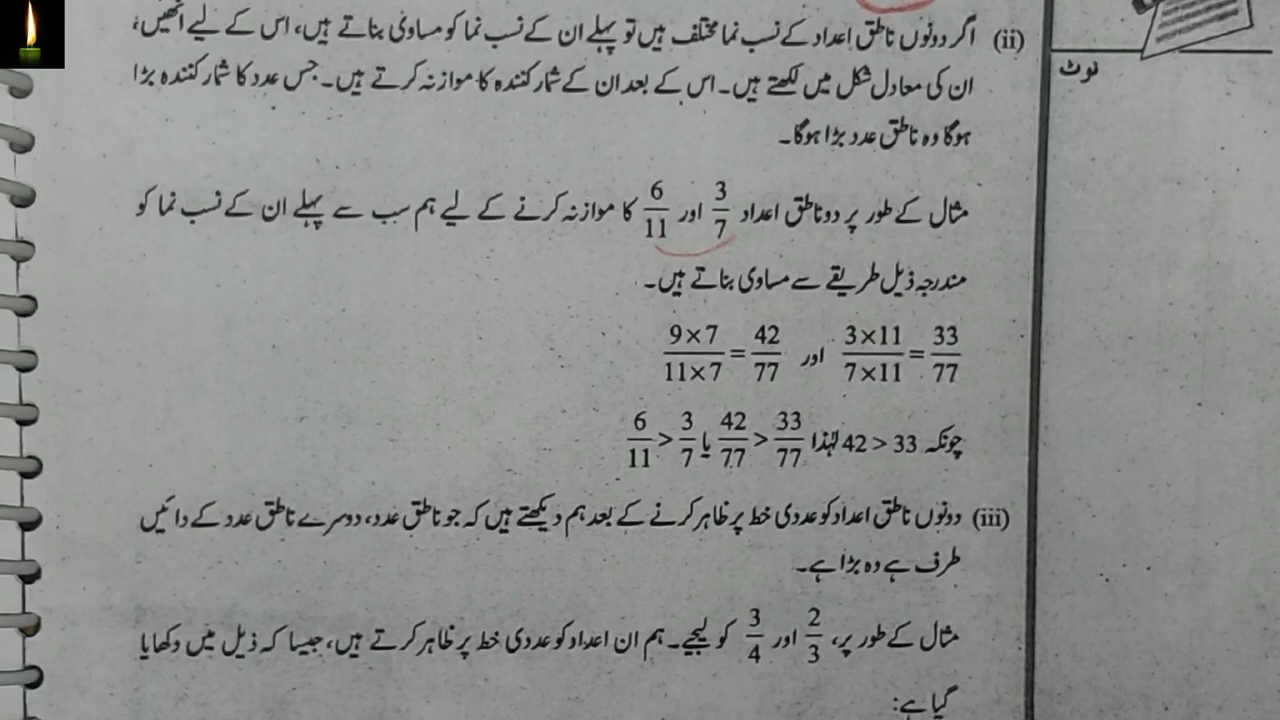 (ii) اگر دونوں ناطق اعداد کے نسب نما مختلف ہیں تو پہلے ان کے نسب نما کو مساوی بناتے ہیں، اس کے لیے انھیں،
ان کی معادل شکل میں لکھتے ہیں۔ اس کے بعد ان کے شمار کنندہ کا موازنہ کرتے ہیں۔ جس عدد کا شمار کنندہ بڑا
ہوگا وہ ناطق عدد بڑا ہوگا۔
مثال کے طور پر دو ناطق اعداد 3/7 اور 6/11 کا موازنہ کرنے کے لیے ہم سب سے پہلے ان کے نسب نما کو
مندرجہ ذیل طریقے سے مساوی بناتے ہیں۔
(3×11)/(7×11) = 33/77 اور (9×7)/(11×7) = 42/77
چونکہ 42 > 33 لہٰذا 42/77 > 33/77 یا 6/11 > 3/7
(iii) دونوں ناطق اعداد کو عددی خط پر ظاہر کرنے کے بعد ہم دیکھتے ہیں کہ جو ناطق عدد، دوسرے ناطق عدد کے دائیں
طرف ہے وہ بڑا ہے۔
مثال کے طور پر، 2/3 اور 3/4 کو لیجیے۔ ہم ان اعداد کو عددی خط پر ظاہر کرتے ہیں، جیسا کہ ذیل میں دکھایا
گیا ہے:
نوٹ